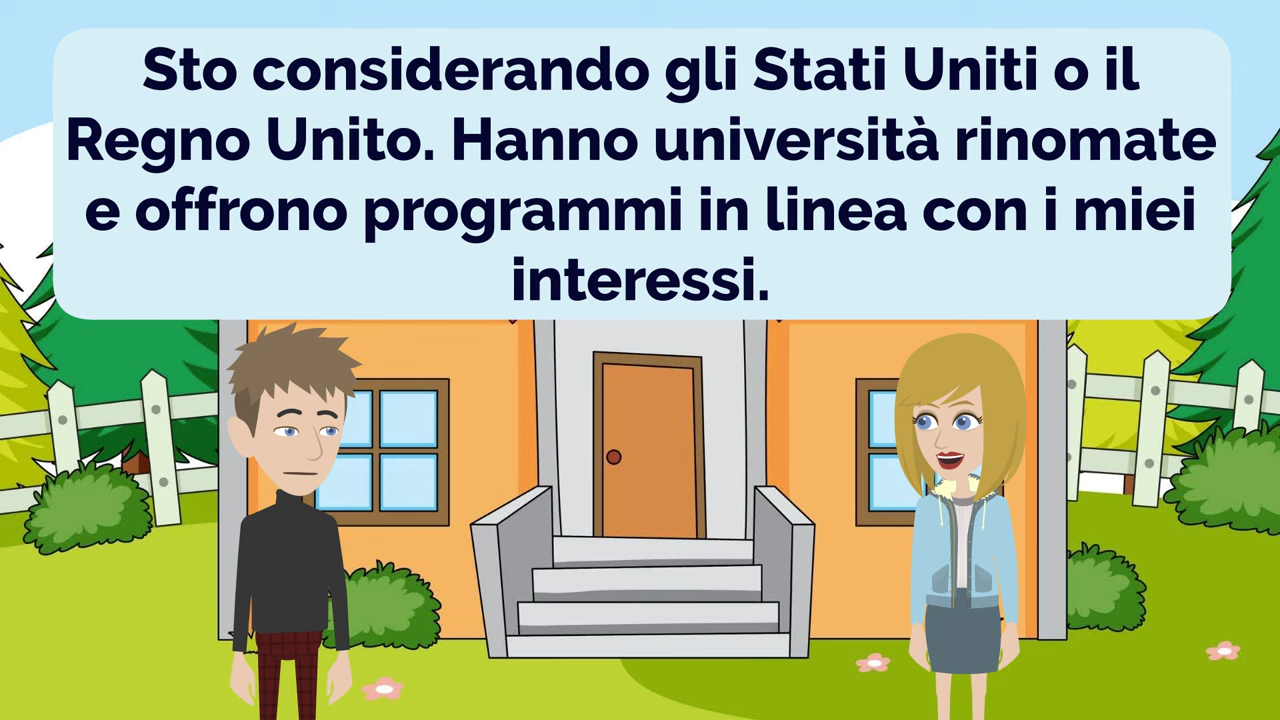 Sto considerando gli Stati Uniti o il
Regno Unito. Hanno università rinomate
e offrono programmi in linea con i miei
interessi.